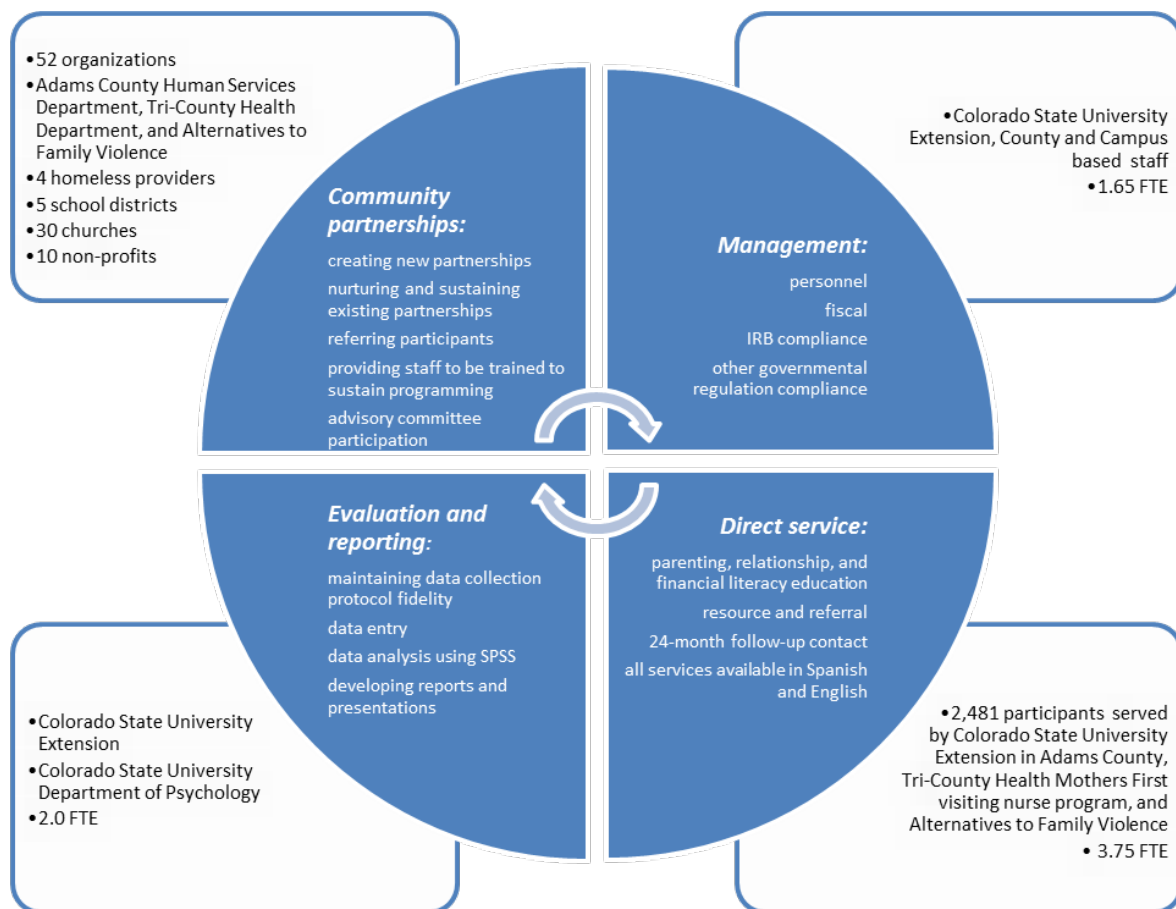 •52 organizations
•Adams County Human Services
Department, Tri-County Health
Department, and Alternatives to
Family Violence
•4 homeless providers
•5 school districts
•30 churches
•10 non-profits
Community
partnerships:
creating new partnerships
nurturing and sustaining
existing partnerships
referring participants
providing staff to be trained to
sustain programming
advisory committee
participation
•Colorado State University
Extension, County and Campus
based staff
•1.65 FTE
Management:
personnel
fiscal
IRB compliance
other governmental
regulation compliance
Evaluation and
reporting:
maintaining data collection
protocol fidelity
data entry
data analysis using SPSS
developing reports and
presentations
•Colorado State University
Extension
•Colorado State University
Department of Psychology
•2.0 FTE
Direct service:
parenting, relationship, and
financial literacy education
resource and referral
24-month follow-up contact
all services available in Spanish
and English
•2,481 participants served
by Colorado State University
Extension in Adams County,
Tri-County Health Mothers First
visiting nurse program, and
Alternatives to Family Violence
• 3.75 FTE